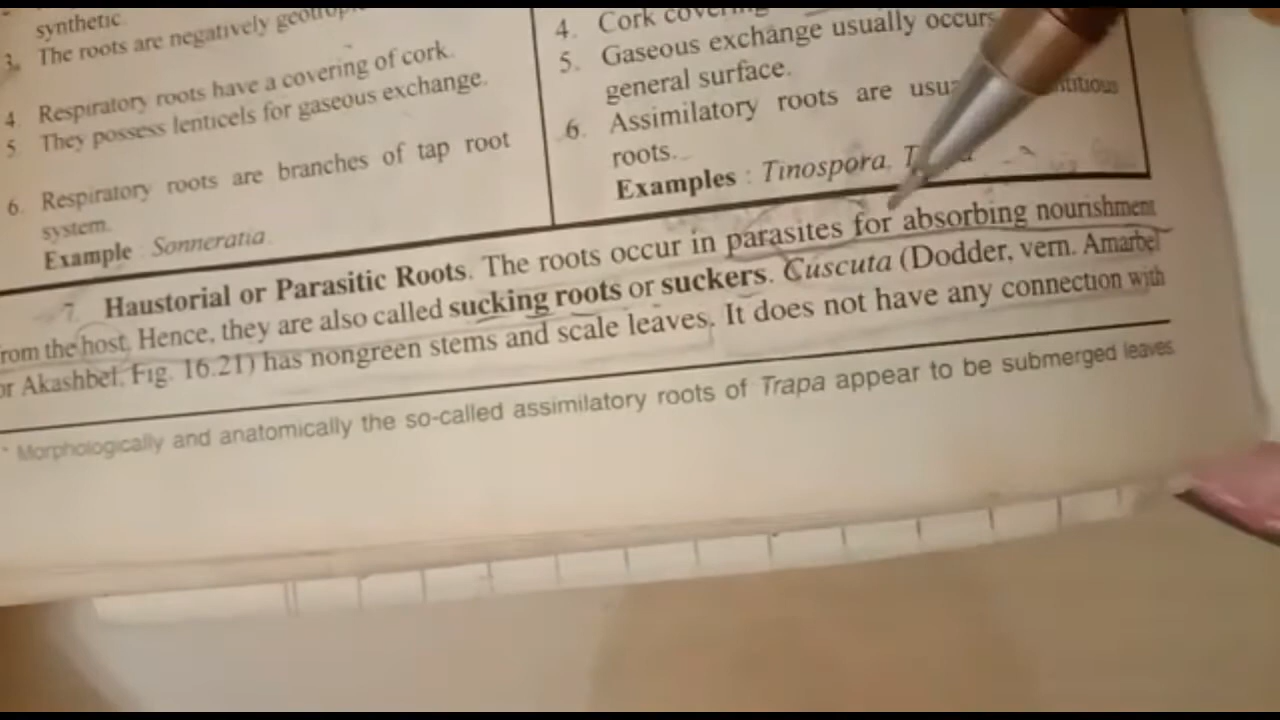 synthetic.
3. The roots are negatively
4 Respiratory roots have a covering of cork.
5 They possess lenticels for gaseous exchange.
6. Respiratory roots are branches of tap root
system.
Example : Sonneratia
4. Cork
5. Gaseous exchange usually occurs
general surface.
6. Assimilatory roots are
roots.
Examples : Tinospora,
7. Haustorial or Parasitic Roots. The roots occur in parasites for absorbing nourishment
from the host. Hence, they are also called sucking roots or suckers. Cuscuta (Dodder, vern. Amarbel
or Akashbel, Fig. 16.21) has nongreen stems and scale leaves. It does not have any connection with
* Morphologically and anatomically the so-called assimilatory roots of Trapa appear to be submerged leaves